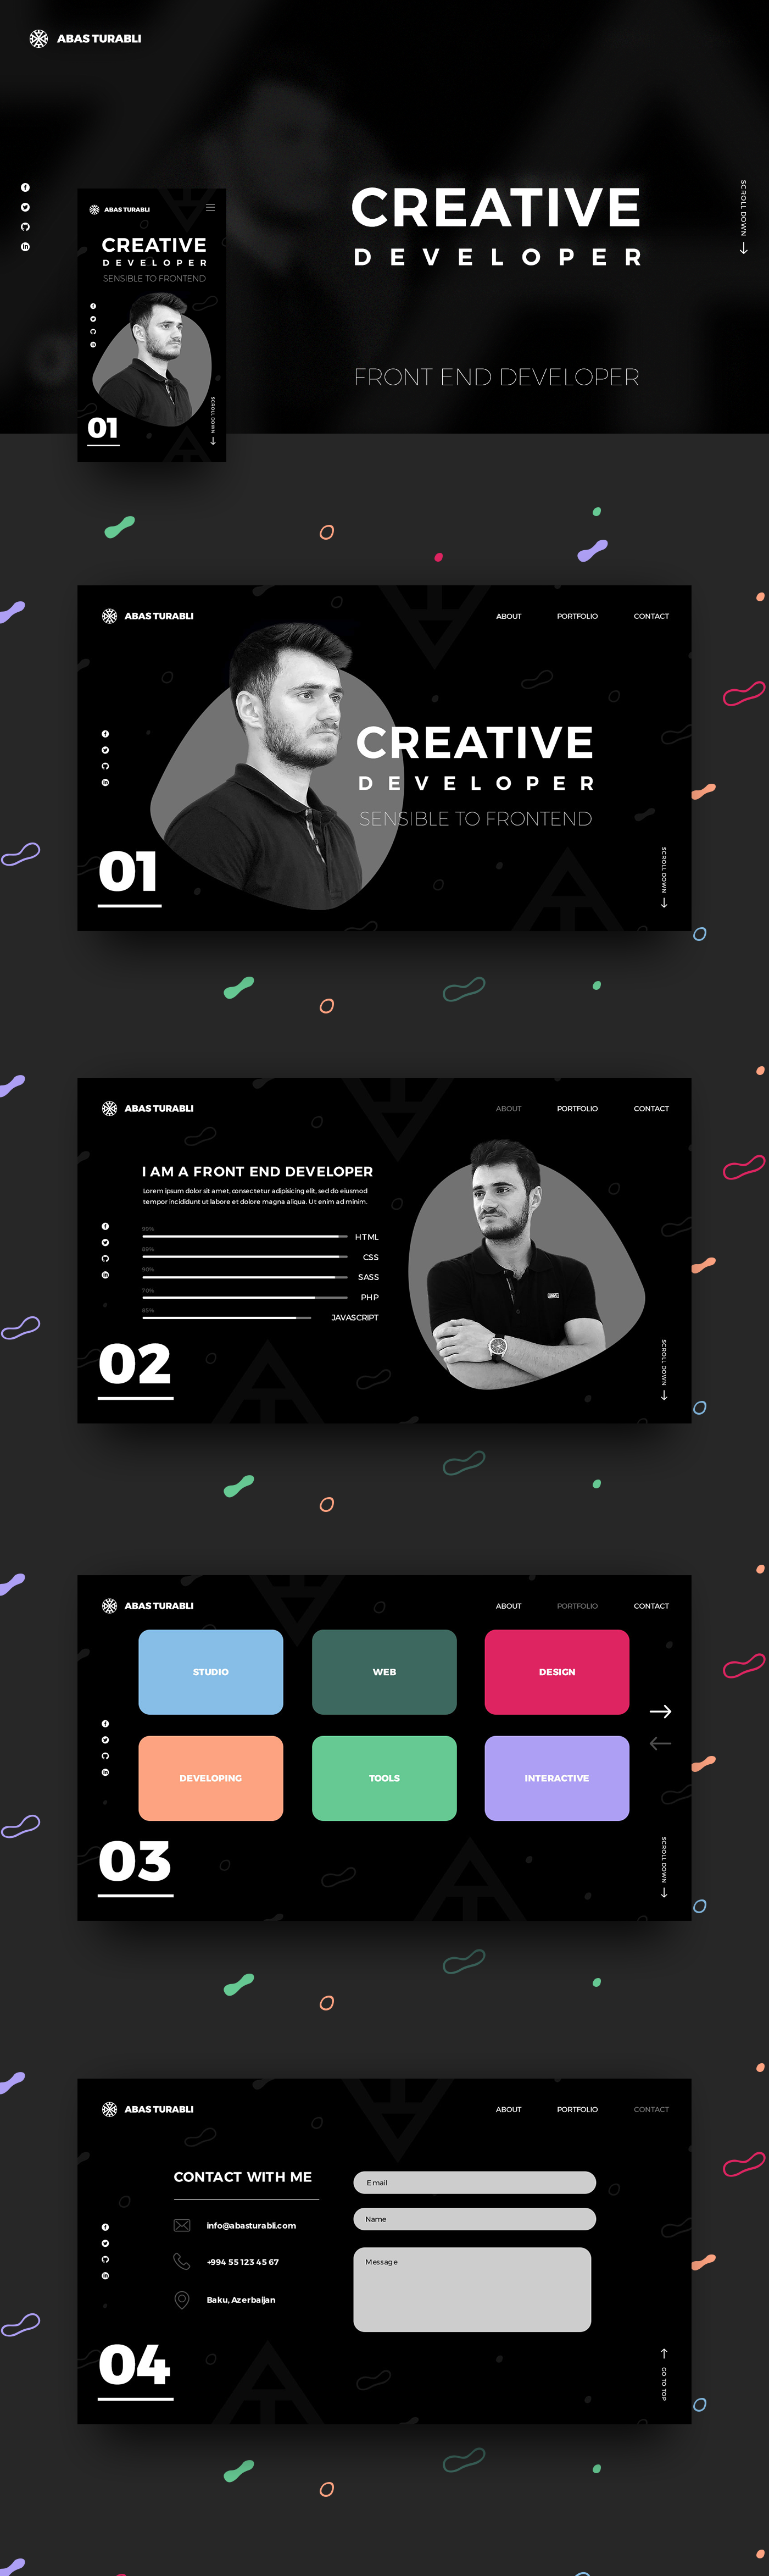 ABAS TURABLI
CREATIVE
DEVELOPER
FRONT END DEVELOPER
SCROLL DOWN
ABAS TURABLI
CREATIVE
DEVELOPER
SENSIBLE TO FRONTEND
01
SCROLL DOWN
ABAS TURABLI
ABOUT
PORTFOLIO
CONTACT
CREATIVE
DEVELOPER
SENSIBLE TO FRONTEND
01
SCROLL DOWN
ABAS TURABLI
ABOUT
PORTFOLIO
CONTACT
I AM A FRONT END DEVELOPER
Lorem ipsum dolor sit amet, consectetur adipisicing elit, sed do eiusmod
tempor incididunt ut labore et dolore magna aliqua. Ut enim ad minim.
99%
HTML
89%
CSS
90%
SASS
70%
PHP
85%
JAVASCRIPT
02
SCROLL DOWN
ABAS TURABLI
ABOUT
PORTFOLIO
CONTACT
STUDIO
WEB
DESIGN
DEVELOPING
TOOLS
INTERACTIVE
03
SCROLL DOWN
ABAS TURABLI
ABOUT
PORTFOLIO
CONTACT
CONTACT WITH ME
info@abasturabli.com
+994 55 123 45 67
Baku, Azerbaijan
Email
Name
Message
04
GO TO TOP